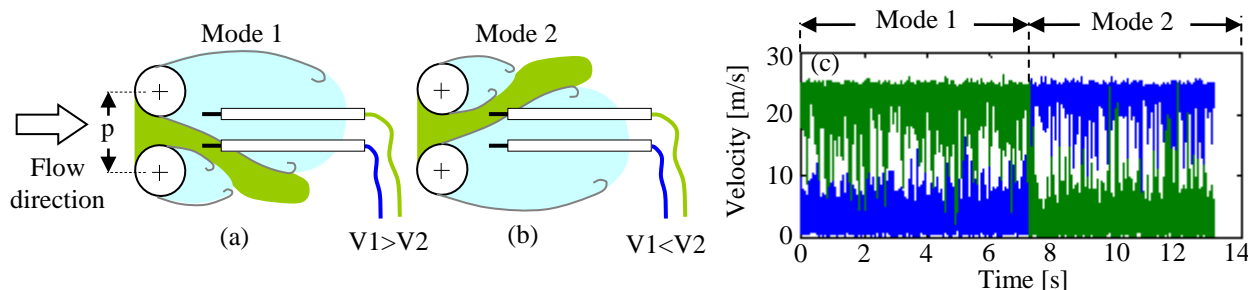 Mode 1
Mode 2
p
Flow
direction
(a)
V1>V2
(b)
V1<V2
Mode 1
Mode 2
(c)
Velocity [m/s]
30
20
10
0
0
2
4
6
8
10
12
14
Time [s]